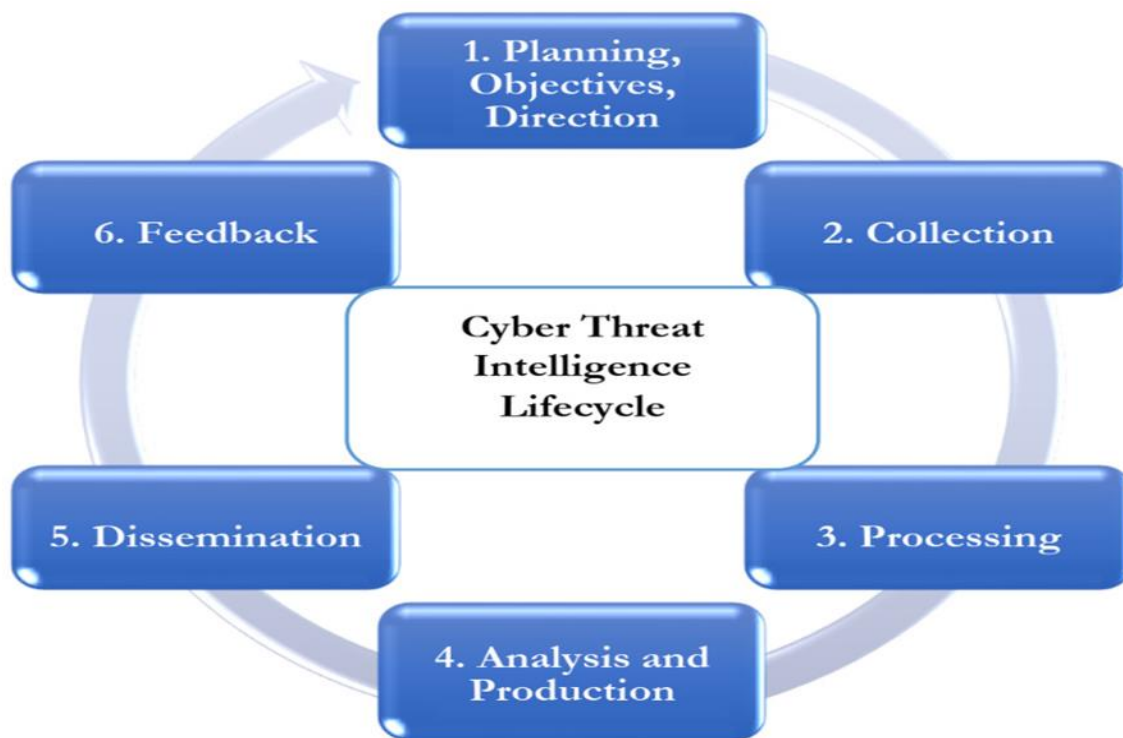 1. Planning,
Objectives,
Direction
2. Collection
3. Processing
4. Analysis and
Production
5. Dissemination
6. Feedback
Cyber Threat
Intelligence
Lifecycle